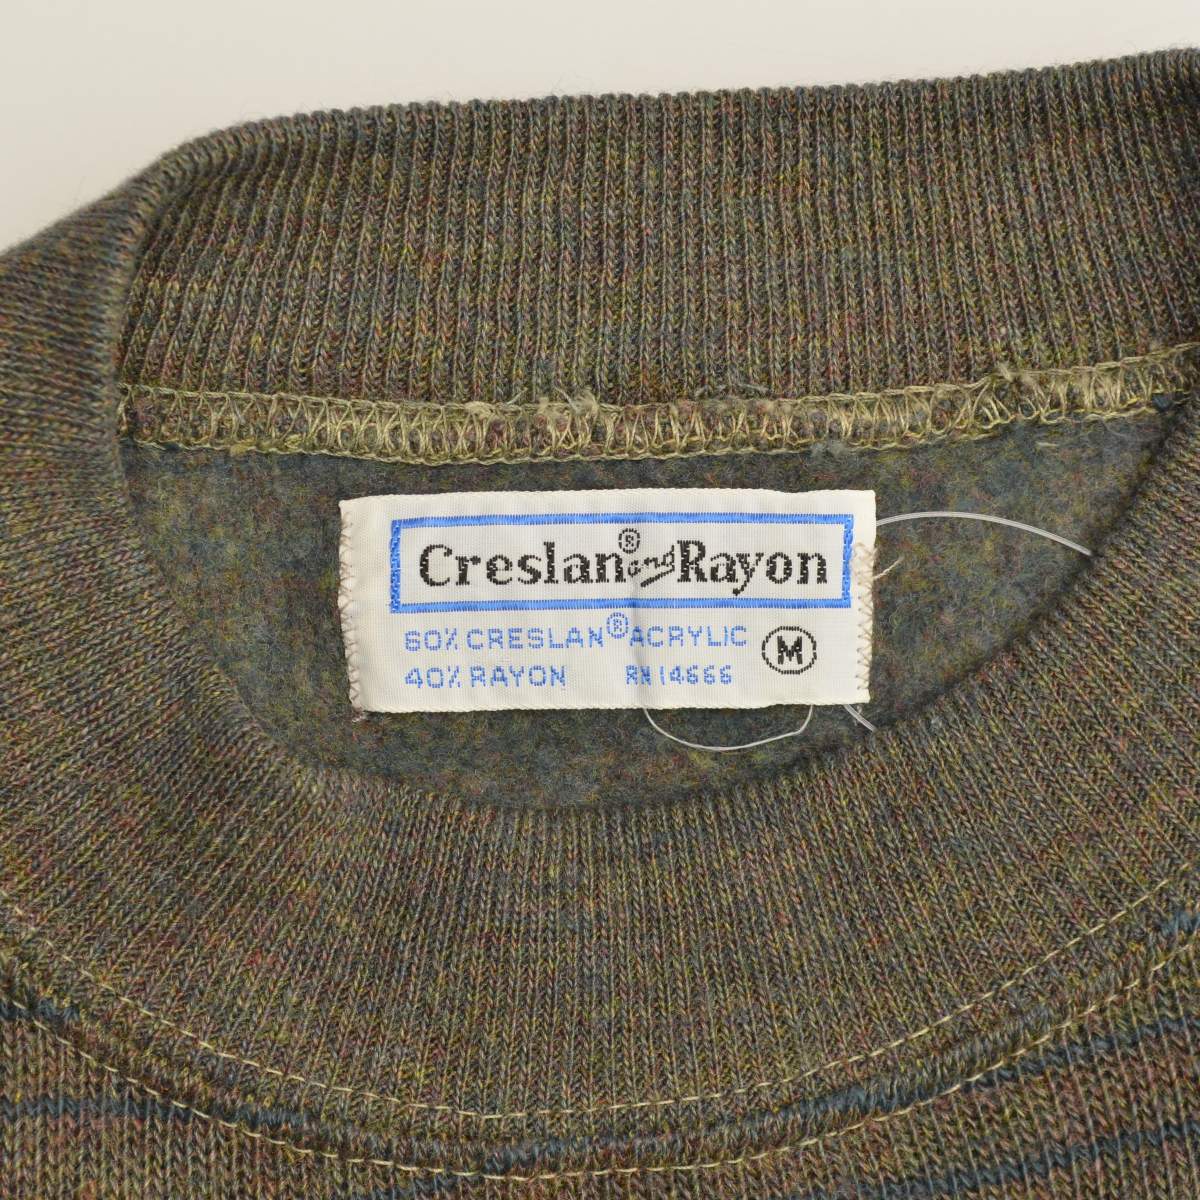 Creslan® and Rayon
60% CRESLAN® ACRYLIC
40% RAYON RN 14666
M